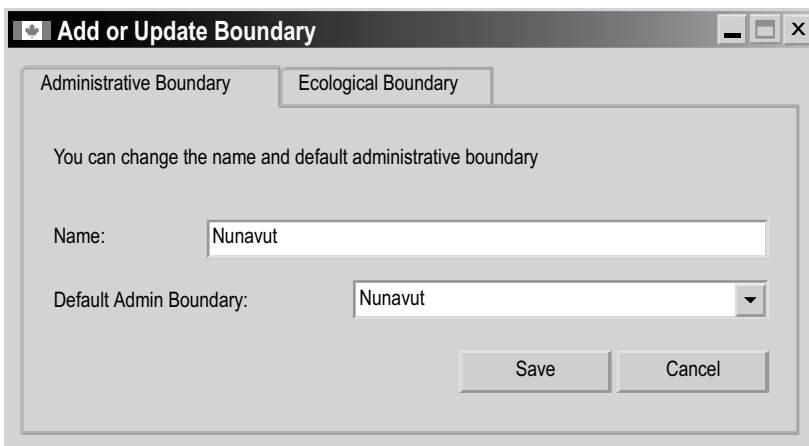 Add or Update Boundary
Administrative Boundary Ecological Boundary
You can change the name and default administrative boundary
Name: Nunavut
Default Admin Boundary: Nunavut
Save Cancel